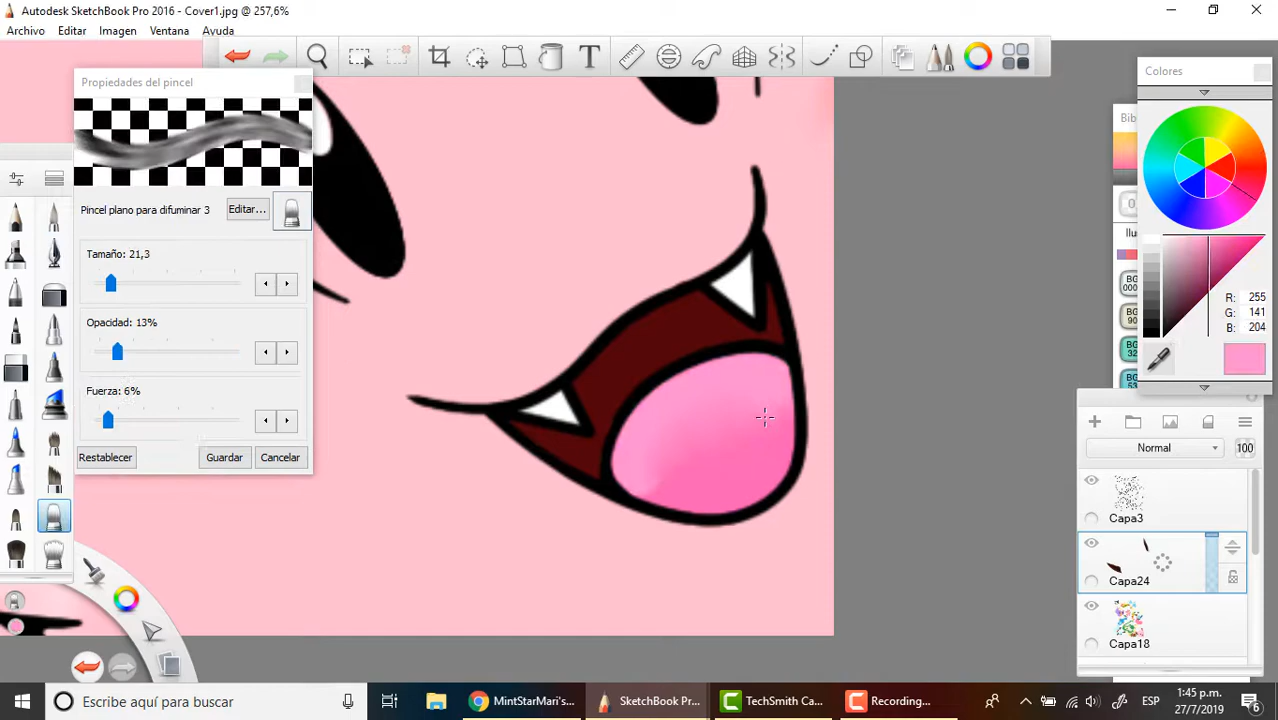 Autodesk SketchBook Pro 2016 - Cover1.jpg @ 257,6%
Archivo Editar Imagen Ventana Ayuda
Propiedades del pincel
Pincel plano para difuminar 3
Editar...
Tamaño: 21,3
Opacidad: 13%
Fuerza: 6%
Restablecer Guardar Cancelar
Colores
R: 255
G: 141
B: 204
Normal
100
Capa3
Capa24
Capa18
Escribe aquí para buscar
MintStarMari's...
SketchBook Pr...
TechSmith Ca...
Recording...
ESP
1:45 p.m.
27/7/2019
6